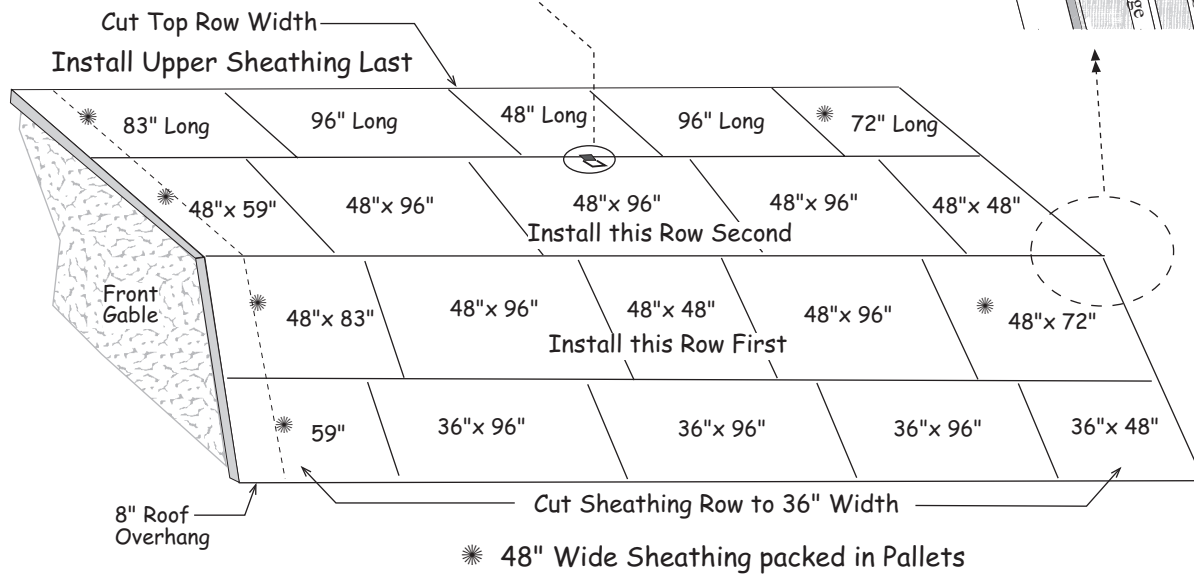 ge
Cut Top Row Width
Install Upper Sheathing Last
83" Long
96" Long
48" Long
96" Long
72" Long
48"x 59"
48"x 96"
48"x 96"
48"x 96"
48"x 48"
Install this Row Second
Front
Gable
48"x 83"
48"x 96"
48"x 48"
48"x 96"
48"x 72"
Install this Row First
59"
36"x 96"
36"x 96"
36"x 96"
36"x 48"
Cut Sheathing Row to 36" Width
8" Roof
Overhang
48" Wide Sheathing packed in Pallets